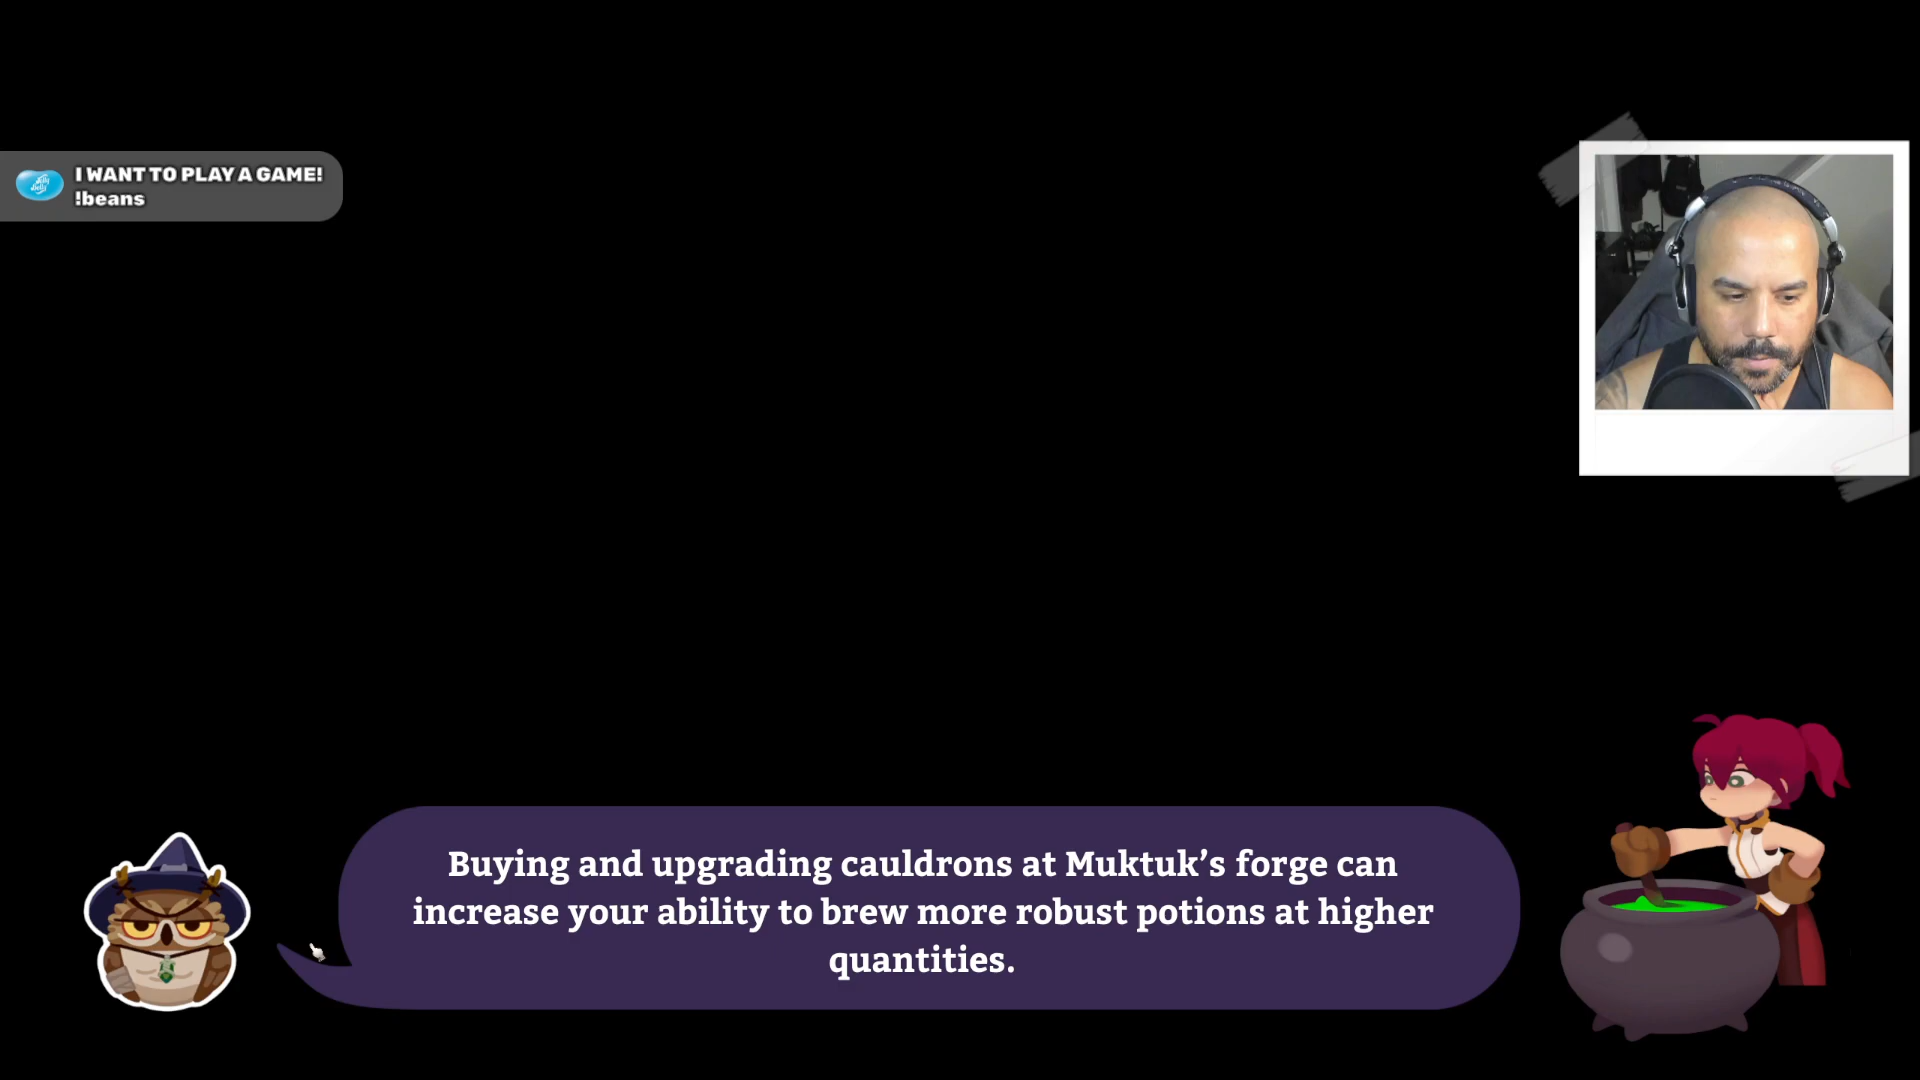 I WANT TO PLAY A GAME!
!beans
Buying and upgrading cauldrons at Muktuk’s forge can
increase your ability to brew more robust potions at higher
quantities.